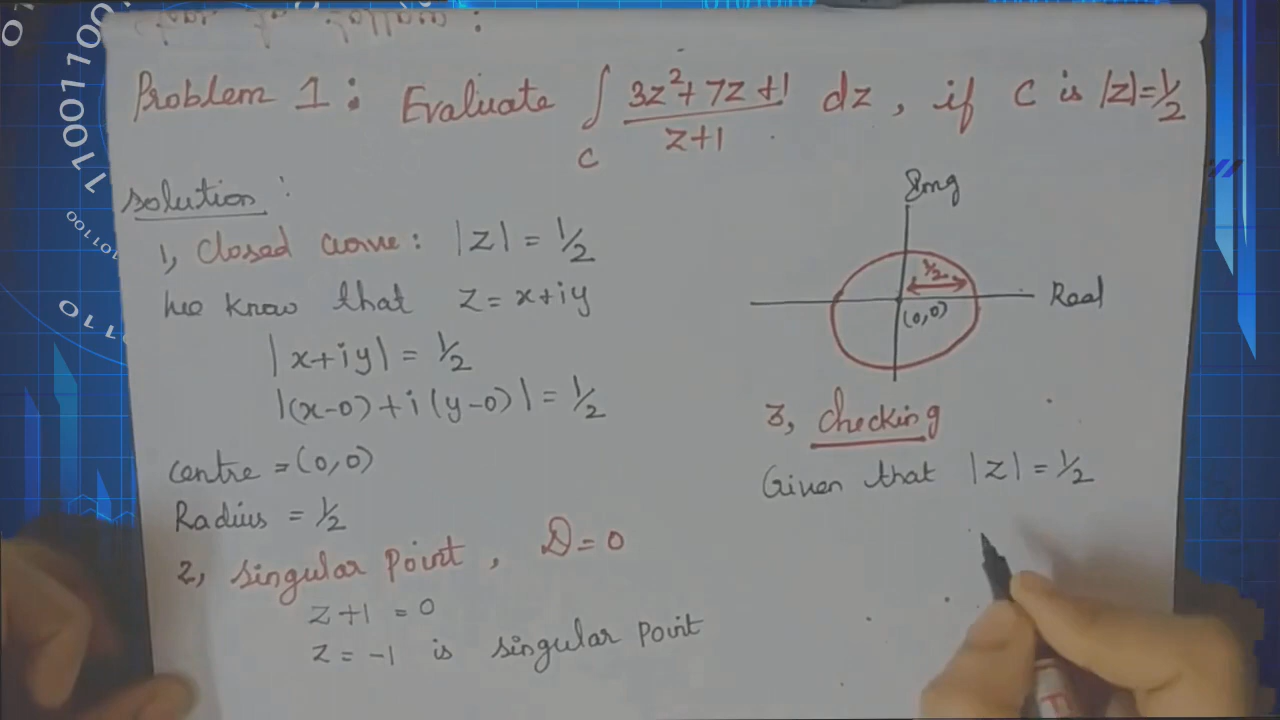 Problem 1: Evaluate ∫_C (3z²+7z+1)/(z+1) dz, if C is |z|=1/2
Solution:
1, Closed curve: |z| = 1/2
We know that z = x+iy
|x+iy| = 1/2
|(x-0)+i(y-0)| = 1/2
Centre = (0,0)
Radius = 1/2
2, Singular Point, D=0
z+1 = 0
z = -1 is singular point
Img
1/2
Real
(0,0)
3, Checking
Given that |z| = 1/2